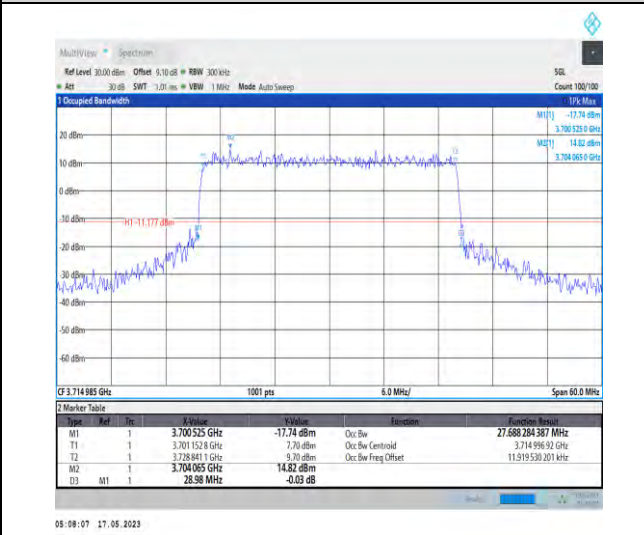 MultiView Spectrum
Ref Level 30.00 dBm Offset 9.10 dB RBW 300 kHz SGL
Att 30 dB SWT 1.01 ms VBW 1 MHz Mode Auto Sweep Count 100/100
1 Occupied Bandwidth 1Pk Max
M1[1] -17.74 dBm
3.700 525 0 GHz
M2[1] 14.82 dBm
3.704 065 0 GHz
20 dBm
10 dBm
0 dBm
-10 dBm
H1 -11.177 dBm
-20 dBm
-30 dBm
-40 dBm
-50 dBm
-60 dBm
CF 3.714 985 GHz 1001 pts 6.0 MHz/ Span 60.0 MHz
2 Marker Table
Type Ref Trc X-Value Y-Value Function Function Result
M1 1 3.700 525 GHz -17.74 dBm Occ Bw 27.688 284 387 MHz
T1 1 3.701 152 8 GHz 7.70 dBm Occ Bw Centroid 3.714 996 92 GHz
T2 1 3.728 841 1 GHz 9.70 dBm Occ Bw Freq Offset 11.919 530 201 kHz
M2 1 3.704 065 GHz 14.82 dBm
D3 M1 1 28.98 MHz -0.03 dB
05:08:07 17.05.2023